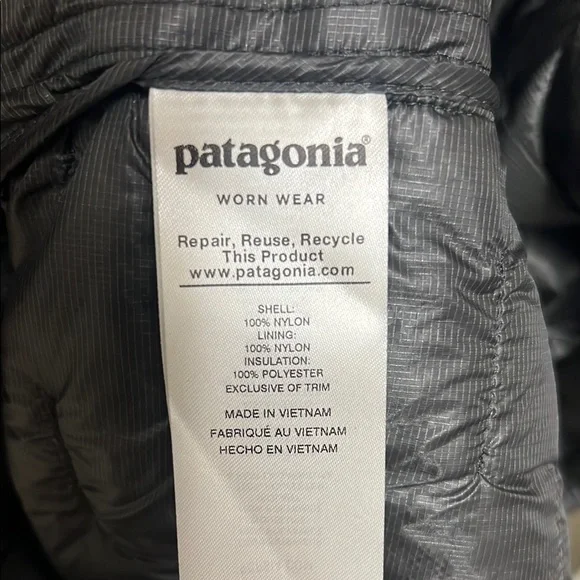 patagonia®
WORN WEAR
Repair, Reuse, Recycle
This Product
www.patagonia.com
SHELL:
100% NYLON
LINING:
100% NYLON
INSULATION:
100% POLYESTER
EXCLUSIVE OF TRIM
MADE IN VIETNAM
FABRIQUÉ AU VIETNAM
HECHO EN VIETNAM